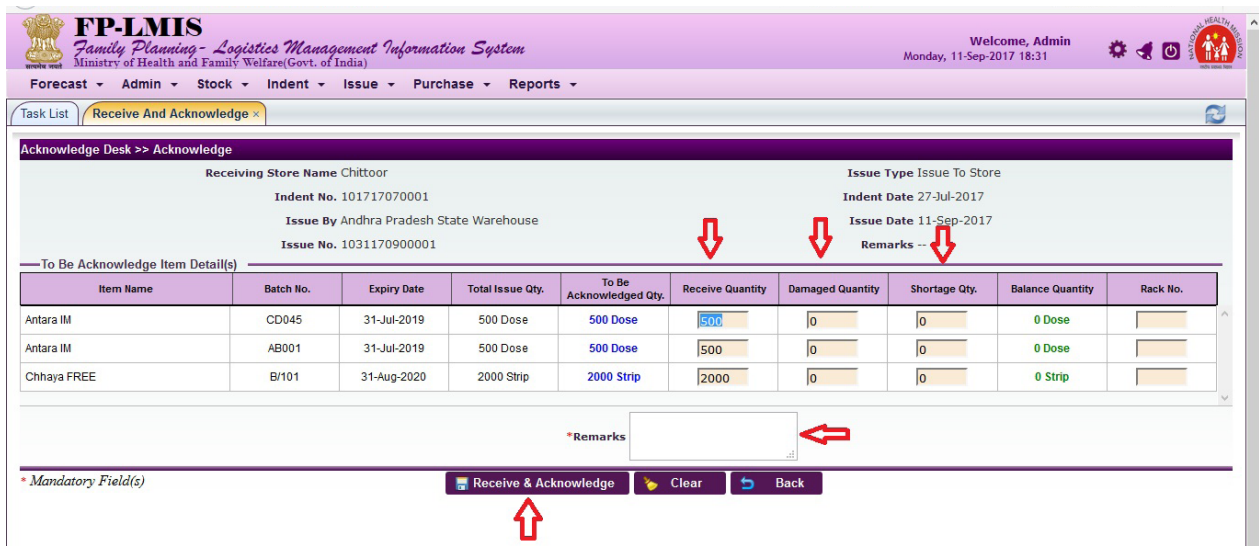 FP-LMIS
Family Planning- Logistics Management Information System
Ministry of Health and Family Welfare(Govt. of India)
सत्यमेव जयते
Welcome, Admin
Monday, 11-Sep-2017 18:31
NATIONAL HEALTH MISSION
Forecast Admin Stock Indent Issue Purchase Reports
Task List Receive And Acknowledge ×
Acknowledge Desk >> Acknowledge
Receiving Store Name Chittoor Issue Type Issue To Store
Indent No. 101717070001 Indent Date 27-Jul-2017
Issue By Andhra Pradesh State Warehouse Issue Date 11-Sep-2017
Issue No. 1031170900001 Remarks --
To Be Acknowledge Item Detail(s)
Item Name Batch No. Expiry Date Total Issue Qty. To Be Acknowledged Qty. Receive Quantity Damaged Quantity Shortage Qty. Balance Quantity Rack No.
Antara IM CD045 31-Jul-2019 500 Dose 500 Dose 500 0 0 0 Dose
Antara IM AB001 31-Jul-2019 500 Dose 500 Dose 500 0 0 0 Dose
Chhaya FREE B/101 31-Aug-2020 2000 Strip 2000 Strip 2000 0 0 0 Strip
*Remarks
* Mandatory Field(s) Receive & Acknowledge Clear Back